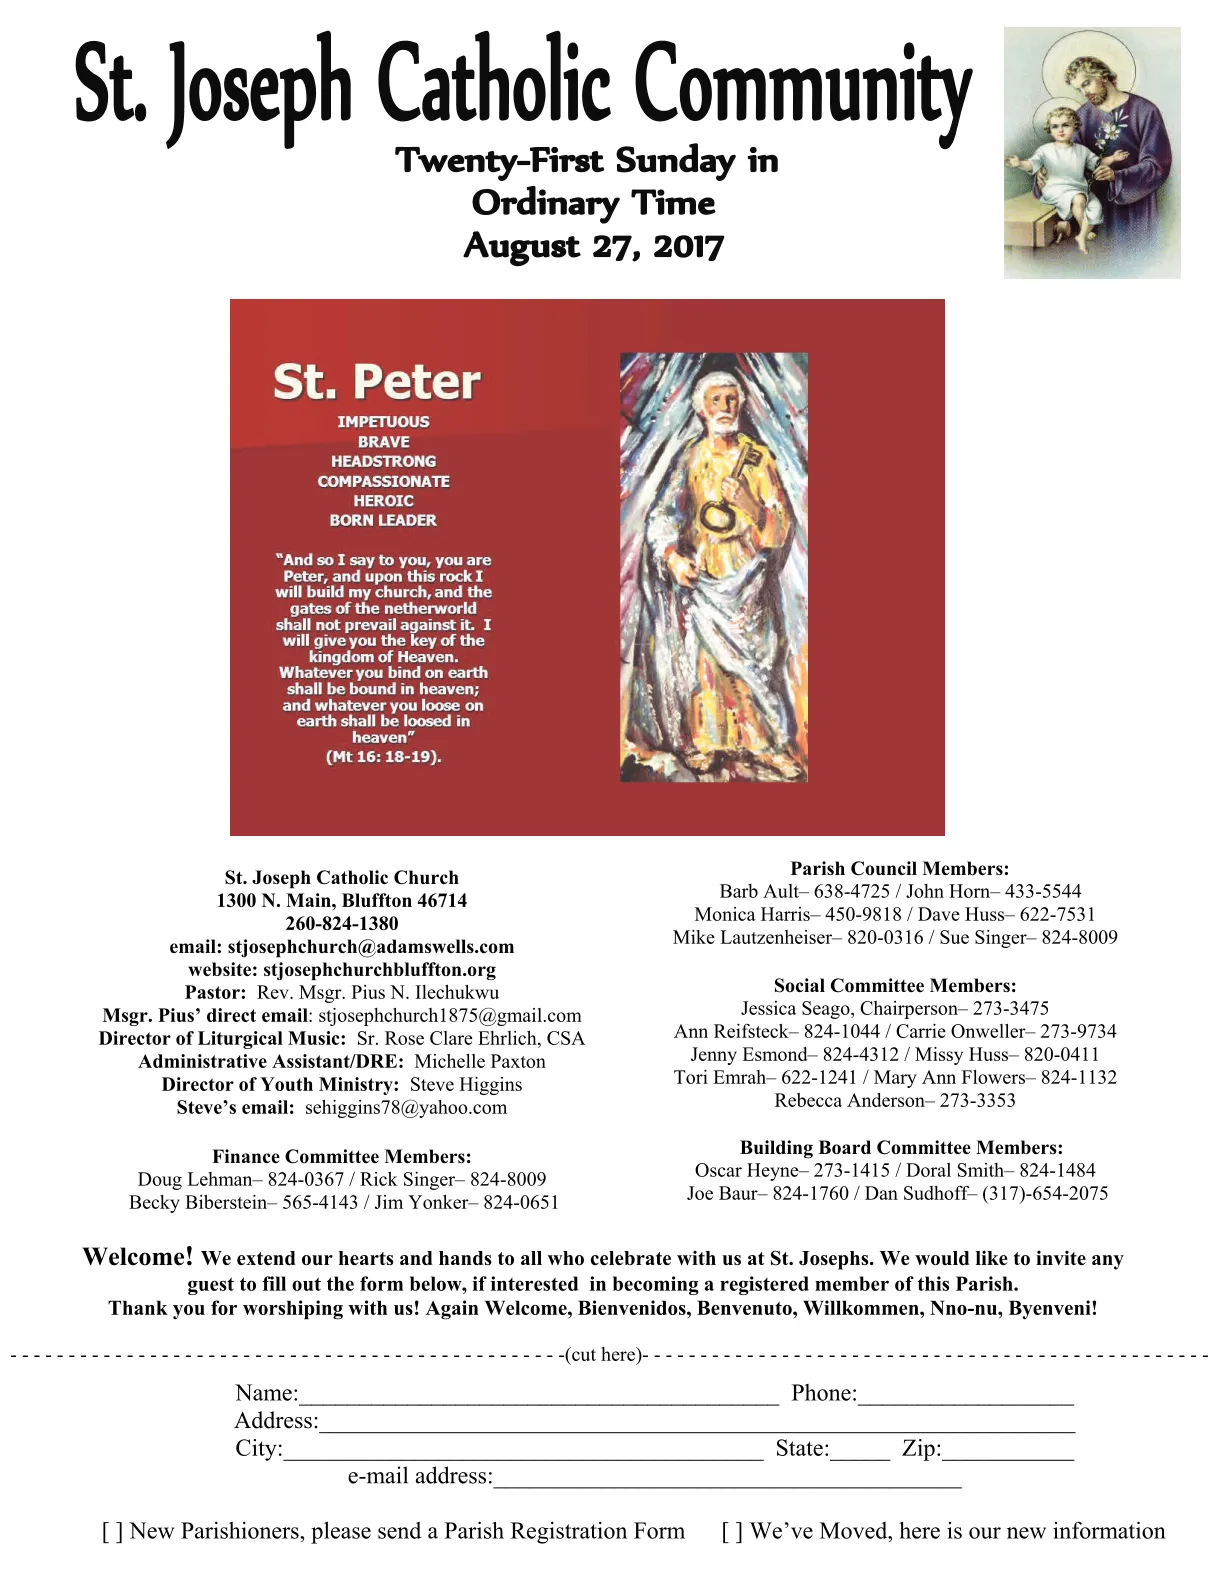 St. Joseph Catholic Community
Twenty-First Sunday in
Ordinary Time
August 27, 2017
St. Peter
IMPETUOUS
BRAVE
HEADSTRONG
COMPASSIONATE
HEROIC
BORN LEADER
“And so I say to you, you are
Peter, and upon this rock I
will build my church, and the
gates of the netherworld
shall not prevail against it.  I
will give you the key of the
kingdom of Heaven.
Whatever you bind on earth
shall be bound in heaven;
and whatever you loose on
earth shall be loosed in
heaven”
(Mt 16: 18-19).
St. Joseph Catholic Church
1300 N. Main, Bluffton 46714
260-824-1380
email: stjosephchurch@adamswells.com
website: stjosephchurchbluffton.org
Pastor:  Rev. Msgr. Pius N. Ilechukwu
Msgr. Pius’ direct email: stjosephchurch1875@gmail.com
Director of Liturgical Music:  Sr. Rose Clare Ehrlich, CSA
Administrative Assistant/DRE:  Michelle Paxton
Director of Youth Ministry:  Steve Higgins
Steve’s email:  sehiggins78@yahoo.com
Finance Committee Members:
Doug Lehman– 824-0367 / Rick Singer– 824-8009
Becky Biberstein– 565-4143 / Jim Yonker– 824-0651
Parish Council Members:
Barb Ault– 638-4725 / John Horn– 433-5544
Monica Harris– 450-9818 / Dave Huss– 622-7531
Mike Lautzenheiser– 820-0316 / Sue Singer– 824-8009
Social Committee Members:
Jessica Seago, Chairperson– 273-3475
Ann Reifsteck– 824-1044 / Carrie Onweller– 273-9734
Jenny Esmond– 824-4312 / Missy Huss– 820-0411
Tori Emrah– 622-1241 / Mary Ann Flowers– 824-1132
Rebecca Anderson– 273-3353
Building Board Committee Members:
Oscar Heyne– 273-1415 / Doral Smith– 824-1484
Joe Baur– 824-1760 / Dan Sudhoff– (317)-654-2075
Welcome! We extend our hearts and hands to all who celebrate with us at St. Josephs. We would like to invite any
guest to fill out the form below, if interested  in becoming a registered member of this Parish.
Thank you for worshiping with us! Again Welcome, Bienvenidos, Benvenuto, Willkommen, Nno-nu, Byenveni!
- - - - - - - - - - - - - - - - - - - - - - - - - - - - - - - - - - - - - - - - - - - - - - - -(cut here)- - - - - - - - - - - - - - - - - - - - - - - - - - - - - - - - - - - - - - - - - - - - - - - - -
Name:________________________________________ Phone:__________________
Address:_______________________________________________________________
City:________________________________________ State:_____ Zip:___________
e-mail address:_______________________________________
[ ] New Parishioners, please send a Parish Registration Form [ ] We’ve Moved, here is our new information